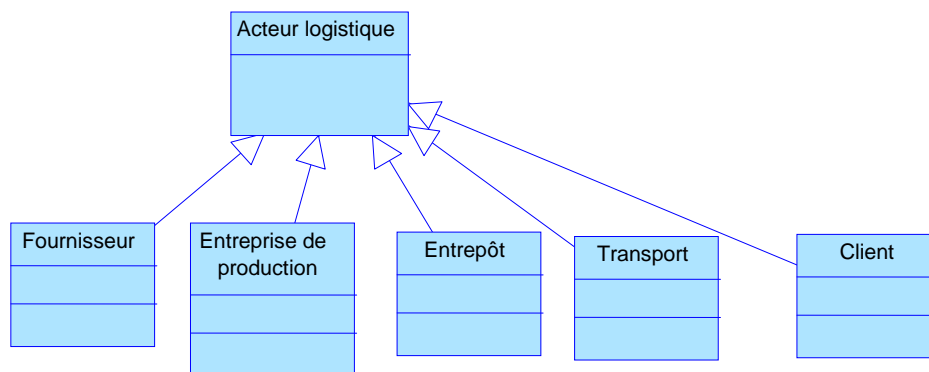 Acteur logistique
Fournisseur
Entreprise de
production
Entrepôt
Transport
Client